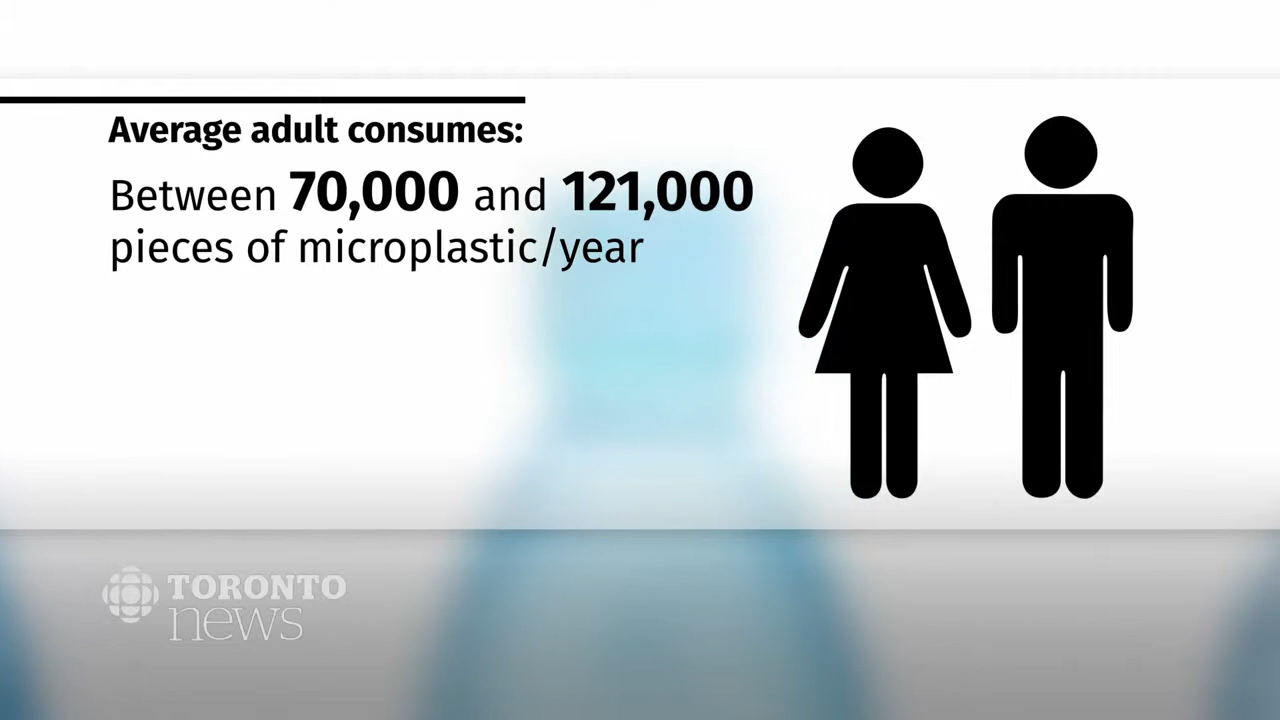 Average adult consumes:
Between 70,000 and 121,000
pieces of microplastic/year
TORONTO
news